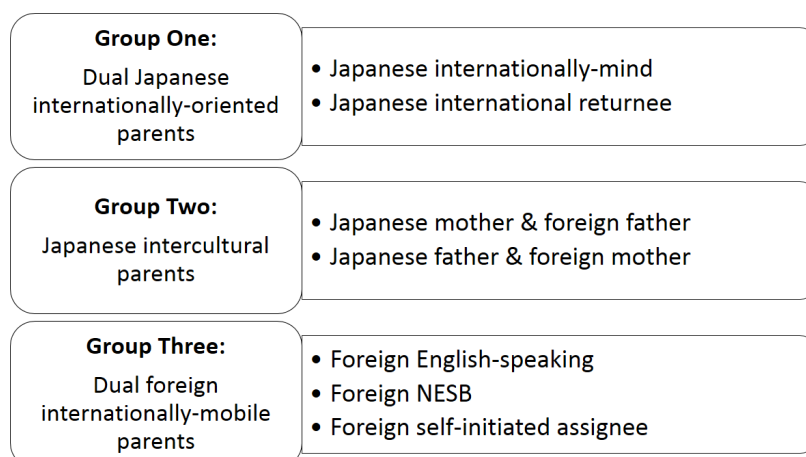 Group One:
Dual Japanese
internationally-oriented
parents
• Japanese internationally-mind
• Japanese international returnee
Group Two:
Japanese intercultural
parents
• Japanese mother & foreign father
• Japanese father & foreign mother
Group Three:
Dual foreign
internationally-mobile
parents
• Foreign English-speaking
• Foreign NESB
• Foreign self-initiated assignee